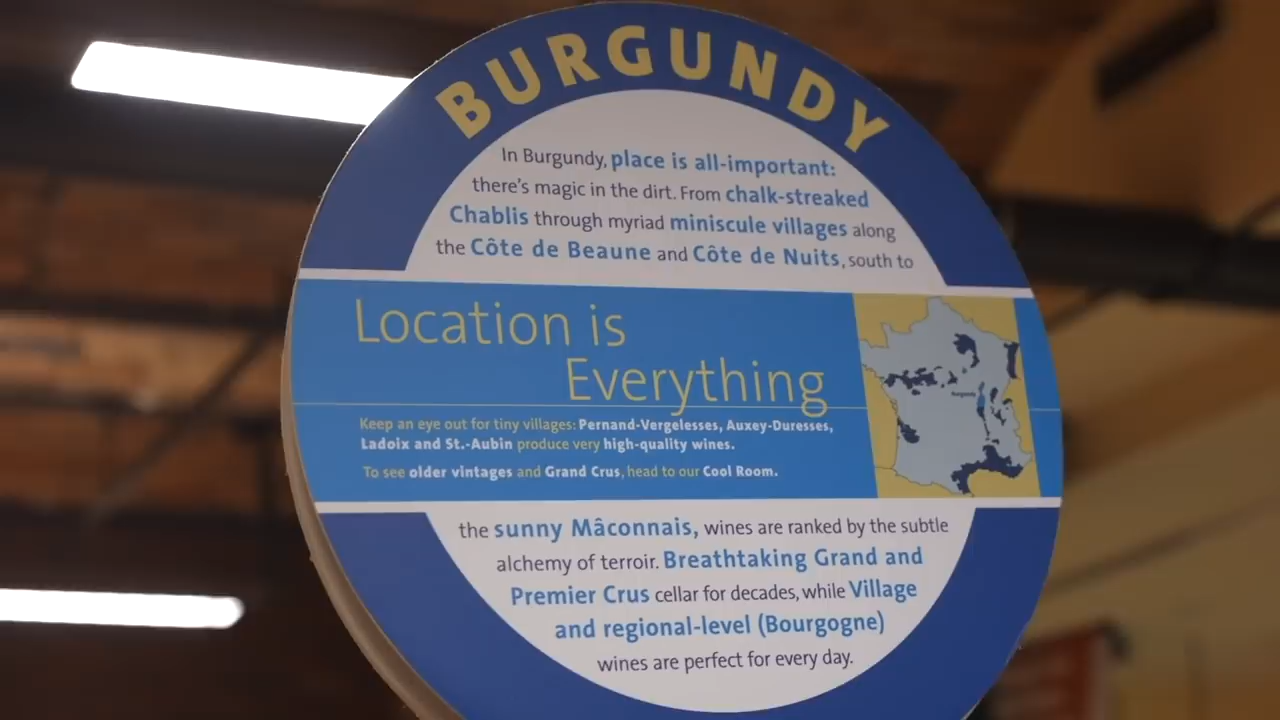 BURGUNDY
In Burgundy, place is all-important:
there's magic in the dirt. From chalk-streaked
Chablis through myriad miniscule villages along
the Côte de Beaune and Côte de Nuits, south to
Location is
Everything
Keep an eye out for tiny villages: Pernand-Vergelesses, Auxey-Duresses,
Ladoix and St.-Aubin produce very high-quality wines.
To see older vintages and Grand Crus, head to our Cool Room.
Burgundy
the sunny Mâconnais, wines are ranked by the subtle
alchemy of terroir. Breathtaking Grand and
Premier Crus cellar for decades, while Village
and regional-level (Bourgogne)
wines are perfect for every day.